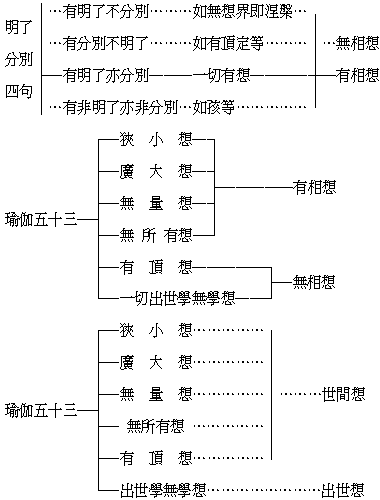 明了
分別
四句
有明了不分別 如無想界即涅槃
有分別不明了 如有頂定等 無相想
有明了亦分別 一切有想 有相想
有非明了亦非分別 如孩等
瑜伽五十三
狹小想
廣大想
無量想
無所有想
有相想
有頂想
一切出世學無學想
無相想
瑜伽五十三
狹小想
廣大想
無量想
無所有想
有頂想
世間想
出世學無學想 出世想